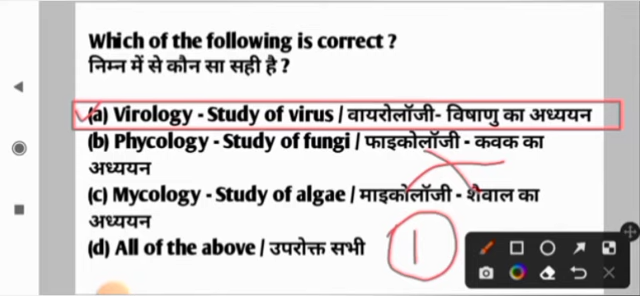 Which of the following is correct ?
निम्न में से कौन सा सही है ?
(a) Virology - Study of virus / वायरोलॉजी- विषाणु का अध्ययन
(b) Phycology - Study of fungi / फाइकोलॉजी - कवक का
अध्ययन
(c) Mycology - Study of algae / माइकोलॉजी - शैवाल का
अध्ययन
(d) All of the above / उपरोक्त सभी
1